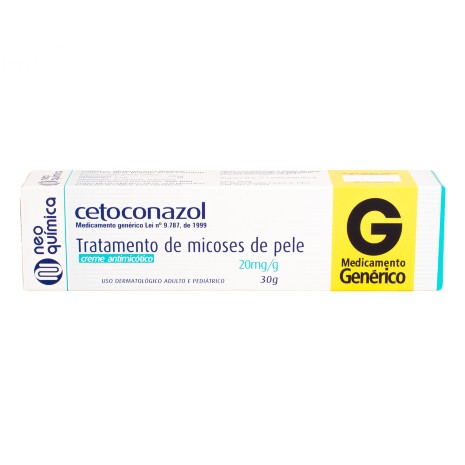 neo
química
cetoconazol
Medicamento genérico Lei nº 9.787, de 1999
Tratamento de micoses de pele
creme antimicótico
20mg/g
USO DERMATOLÓGICO ADULTO E PEDIÁTRICO
30g
G
Medicamento
Genérico